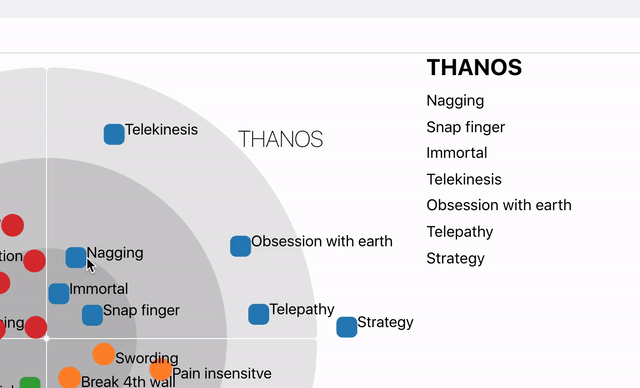 THANOS
Telekinesis
THANOS
Nagging
Snap finger
Immortal
Telekinesis
Obsession with earth
Telepathy
Strategy
Obsession with earth
tion
Nagging
Immortal
Snap finger
Telepathy
Strategy
ing
Swording
Pain insensitve
Break 4th wall